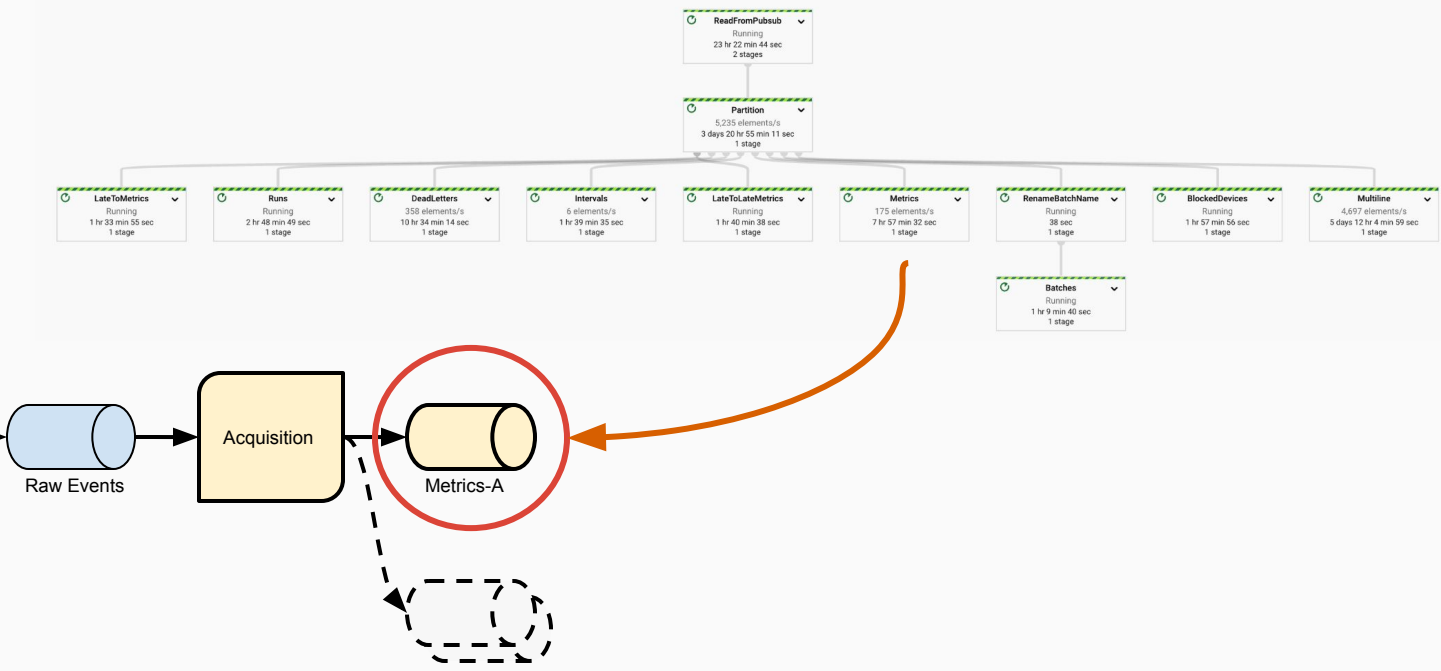 ReadFromPubsub
Running
23 hr 22 min 44 sec
2 stages
Partition
5,235 elements/s
3 days 20 hr 55 min 11 sec
1 stage
LateToMetrics
Running
1 hr 33 min 55 sec
1 stage
Runs
Running
2 hr 48 min 49 sec
1 stage
DeadLetters
358 elements/s
10 hr 34 min 14 sec
1 stage
Intervals
6 elements/s
1 hr 39 min 35 sec
1 stage
LateToLateMetrics
Running
1 hr 40 min 38 sec
1 stage
Metrics
175 elements/s
7 hr 57 min 32 sec
1 stage
RenameBatchName
Running
38 sec
1 stage
BlockedDevices
Running
1 hr 57 min 56 sec
1 stage
Multiline
4,697 elements/s
5 days 12 hr 4 min 59 sec
1 stage
Batches
Running
1 hr 9 min 40 sec
1 stage
Acquisition
Raw Events
Metrics-A